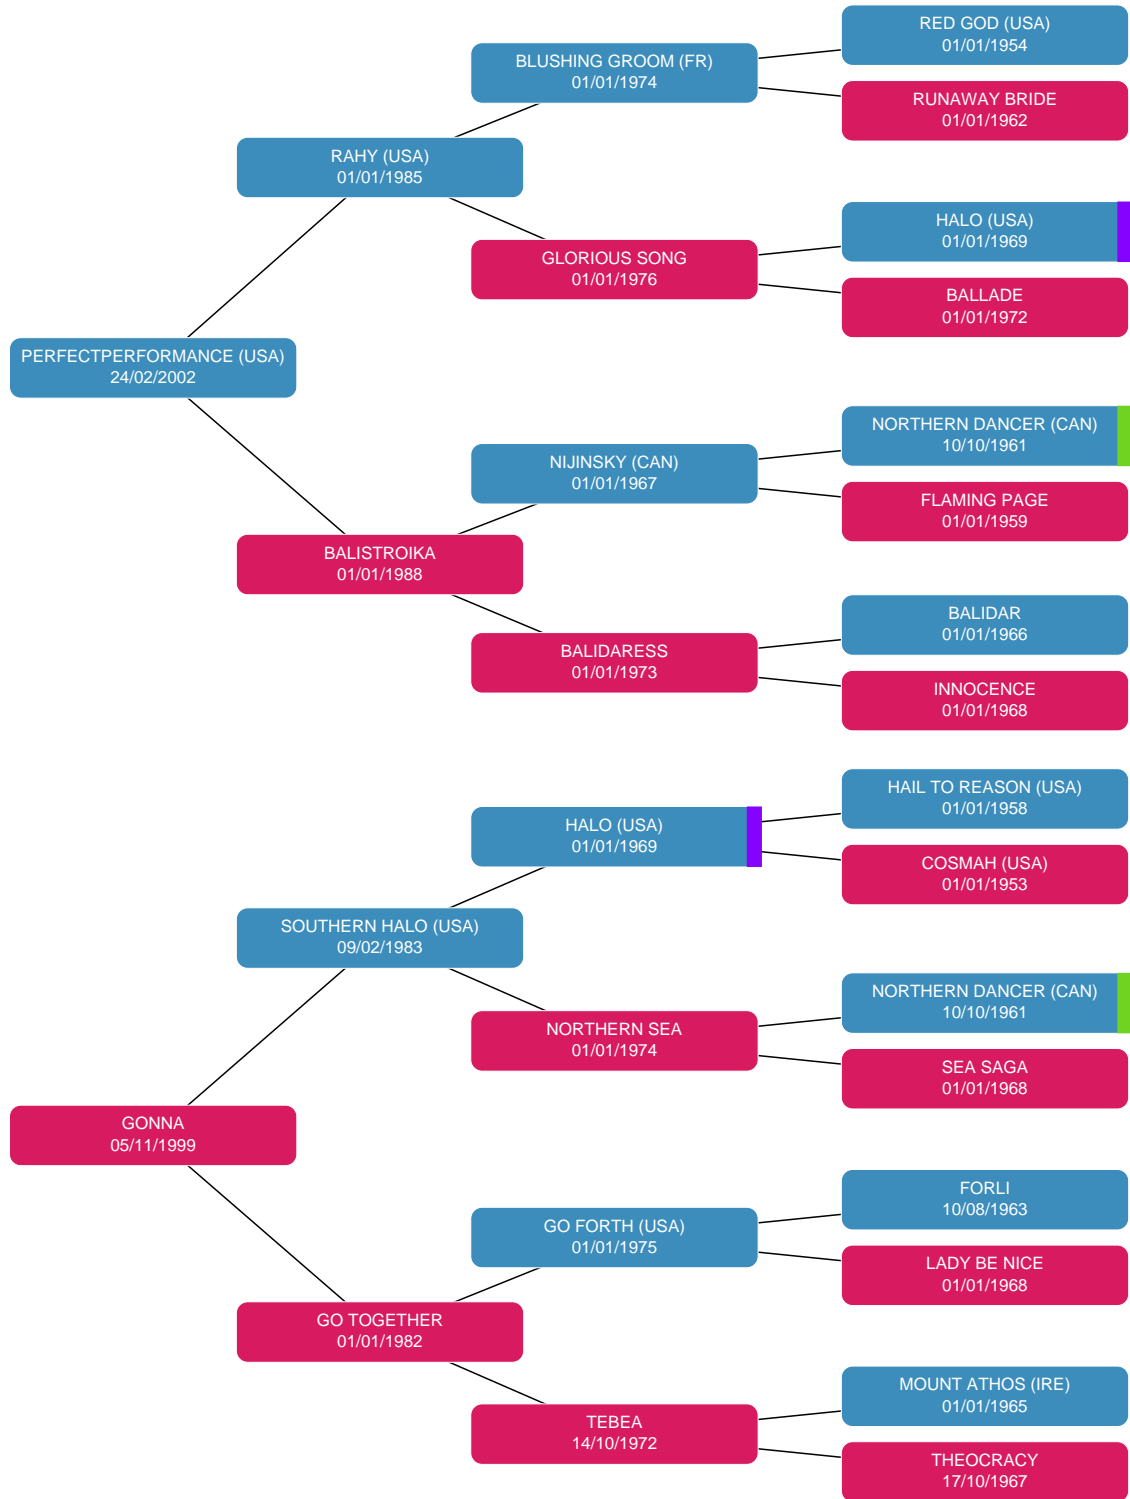 RED GOD (USA)
01/01/1954
BLUSHING GROOM (FR)
01/01/1974
RUNAWAY BRIDE
01/01/1962
RAHY (USA)
01/01/1985
HALO (USA)
01/01/1969
GLORIOUS SONG
01/01/1976
BALLADE
01/01/1972
PERFECTPERFORMANCE (USA)
24/02/2002
NORTHERN DANCER (CAN)
10/10/1961
NIJINSKY (CAN)
01/01/1967
FLAMING PAGE
01/01/1959
BALISTROIKA
01/01/1988
BALIDAR
01/01/1966
BALIDARESS
01/01/1973
INNOCENCE
01/01/1968
HAIL TO REASON (USA)
01/01/1958
HALO (USA)
01/01/1969
COSMAH (USA)
01/01/1953
SOUTHERN HALO (USA)
09/02/1983
NORTHERN DANCER (CAN)
10/10/1961
NORTHERN SEA
01/01/1974
SEA SAGA
01/01/1968
GONNA
05/11/1999
FORLI
10/08/1963
GO FORTH (USA)
01/01/1975
LADY BE NICE
01/01/1968
GO TOGETHER
01/01/1982
MOUNT ATHOS (IRE)
01/01/1965
TEBEA
14/10/1972
THEOCRACY
17/10/1967